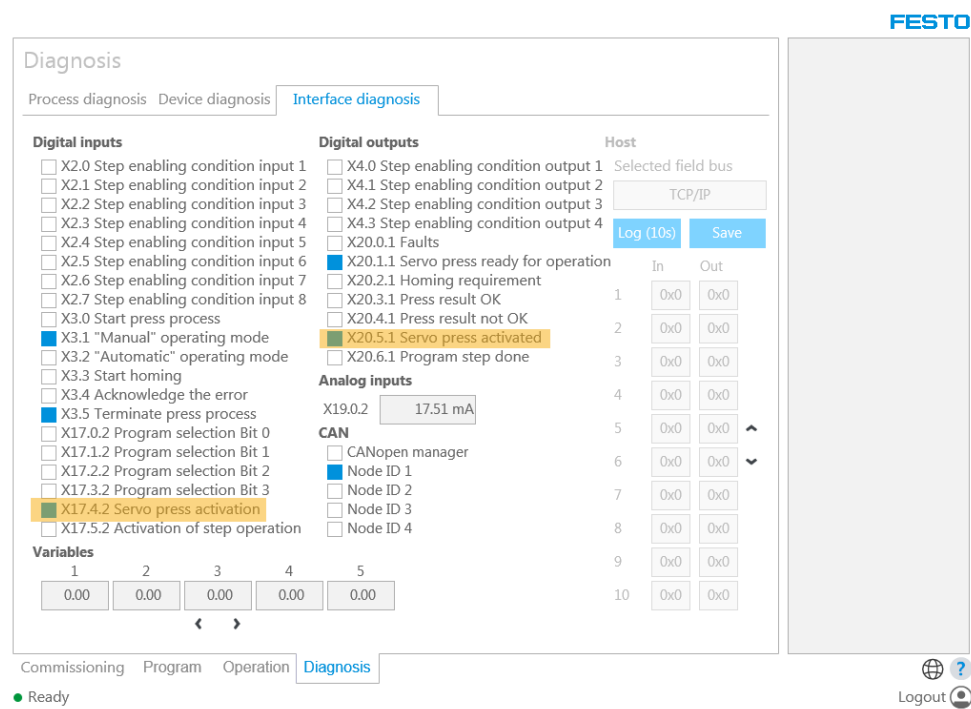 FESTO
Diagnosis
Process diagnosis Device diagnosis Interface diagnosis
Digital inputs
X2.0 Step enabling condition input 1
X2.1 Step enabling condition input 2
X2.2 Step enabling condition input 3
X2.3 Step enabling condition input 4
X2.4 Step enabling condition input 5
X2.5 Step enabling condition input 6
X2.6 Step enabling condition input 7
X2.7 Step enabling condition input 8
X3.0 Start press process
X3.1 "Manual" operating mode
X3.2 "Automatic" operating mode
X3.3 Start homing
X3.4 Acknowledge the error
X3.5 Terminate press process
X17.0.2 Program selection Bit 0
X17.1.2 Program selection Bit 1
X17.2.2 Program selection Bit 2
X17.3.2 Program selection Bit 3
X17.4.2 Servo press activation
X17.5.2 Activation of step operation
Digital outputs
X4.0 Step enabling condition output 1
X4.1 Step enabling condition output 2
X4.2 Step enabling condition output 3
X4.3 Step enabling condition output 4
X20.0.1 Faults
X20.1.1 Servo press ready for operation
X20.2.1 Homing requirement
X20.3.1 Press result OK
X20.4.1 Press result not OK
X20.5.1 Servo press activated
X20.6.1 Program step done
Analog inputs
X19.0.2 17.51 mA
CAN
CANopen manager
Node ID 1
Node ID 2
Node ID 3
Node ID 4
Host
Selected field bus
TCP/IP
Log (10s) Save
In Out
1 0x0 0x0
2 0x0 0x0
3 0x0 0x0
4 0x0 0x0
5 0x0 0x0
6 0x0 0x0
7 0x0 0x0
8 0x0 0x0
9 0x0 0x0
10 0x0 0x0
Variables
1 2 3 4 5
0.00 0.00 0.00 0.00 0.00
Commissioning Program Operation Diagnosis
?
Ready
Logout